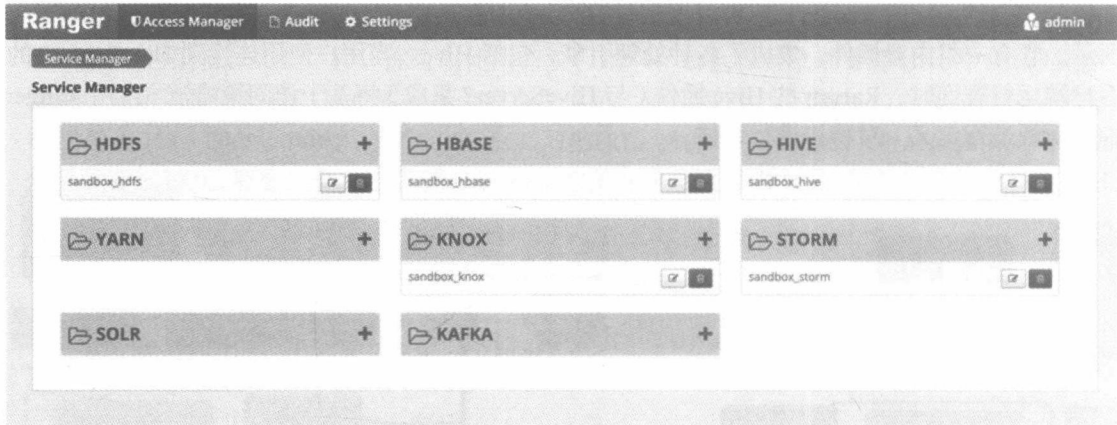 Ranger Access Manager Audit Settings admin
Service Manager
Service Manager
HDFS HBASE HIVE
sandbox_hdfs sandbox_hbase sandbox_hive
YARN KNOX STORM
sandbox_knox sandbox_storm
SOLR KAFKA